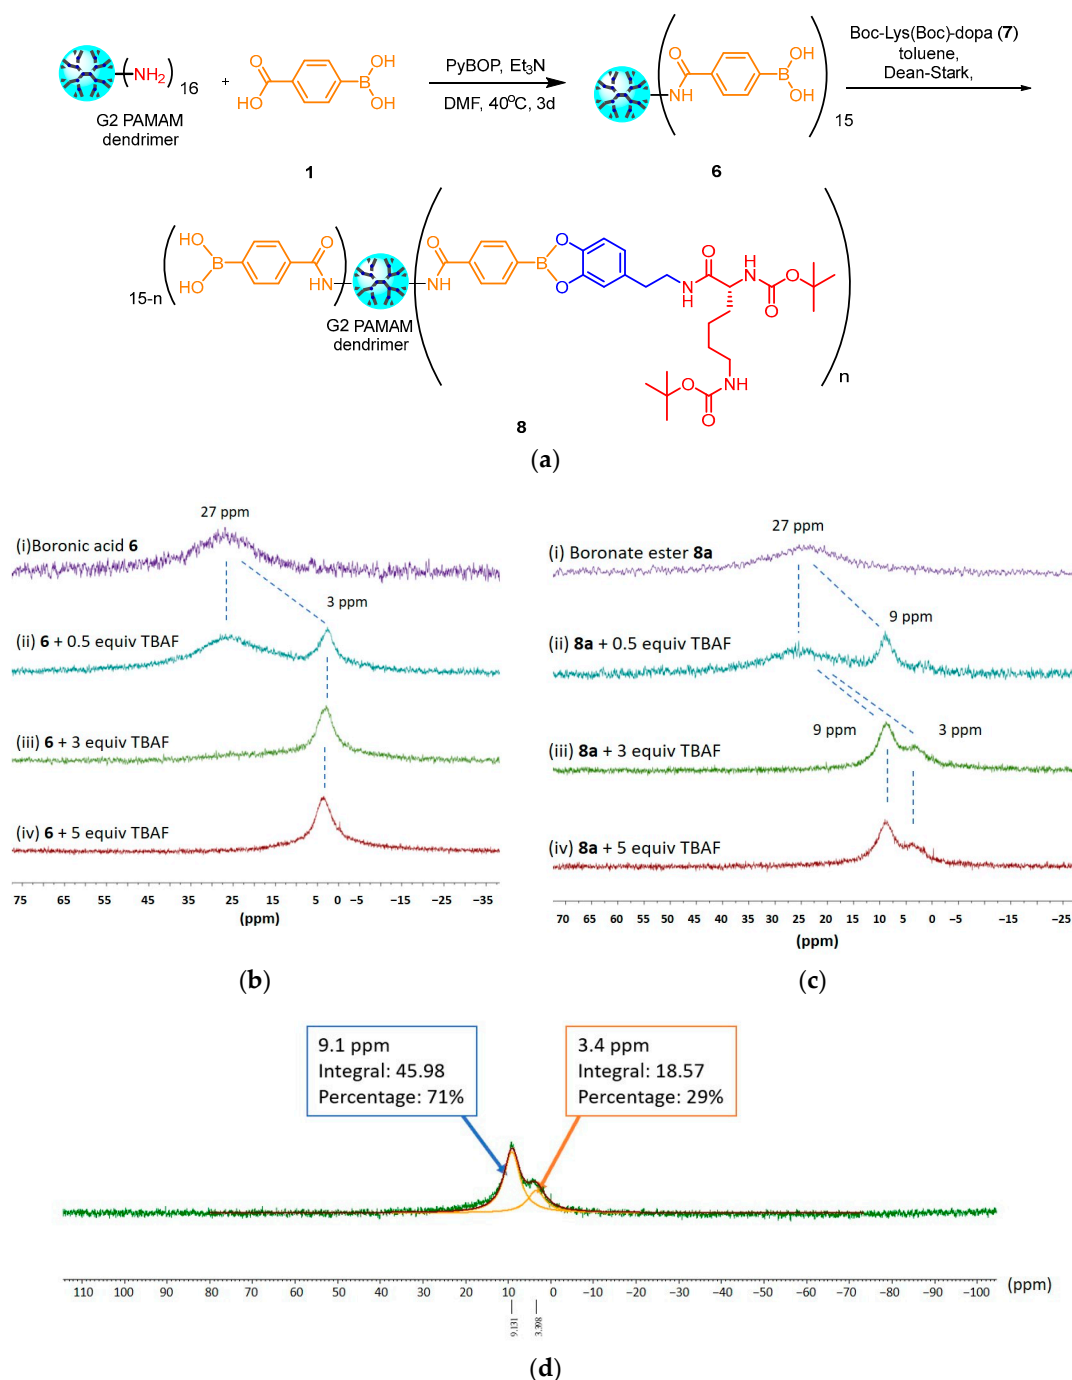 (NH2)16
G2 PAMAM
dendrimer
+
O
HO
B
OH
OH
1
PyBOP, Et3N
DMF, 40°C, 3d
O
NH
B
OH
OH
15
6
Boc-Lys(Boc)-dopa (7)
toluene,
Dean-Stark,
HO
B
HO
O
HN
15-n
G2 PAMAM
dendrimer
O
NH
B
O
O
O
N
H
H
N
O
O
O
O
NH
O
n
8
(a)
27 ppm
(i)Boronic acid 6
3 ppm
(ii) 6 + 0.5 equiv TBAF
(iii) 6 + 3 equiv TBAF
(iv) 6 + 5 equiv TBAF
75 65 55 45 35 25 15 5 0 −5 −15 −25 −35
(ppm)
(b)
27 ppm
(i) Boronate ester 8a
9 ppm
(ii) 8a + 0.5 equiv TBAF
9 ppm 3 ppm
(iii) 8a + 3 equiv TBAF
(iv) 8a + 5 equiv TBAF
70 65 60 55 50 45 40 35 30 25 20 15 10 5 0 −5 −15 −25
(ppm)
(c)
9.1 ppm
Integral: 45.98
Percentage: 71%
3.4 ppm
Integral: 18.57
Percentage: 29%
110 100 90 80 70 60 50 40 30 20 10 0 −10 −20 −30 −40 −50 −60 −70 −80 −90 −100 (ppm)
9.131
3.398
(d)